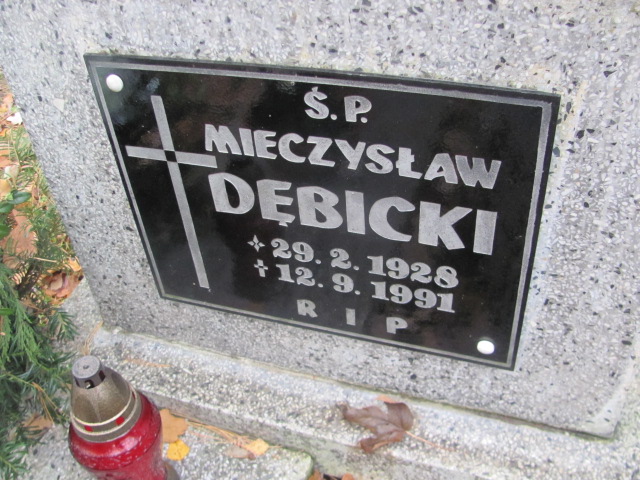 Ś.P.
MIECZYSŁAW
DĘBICKI
29. 2. 1928
† 12. 9. 1991
R I P